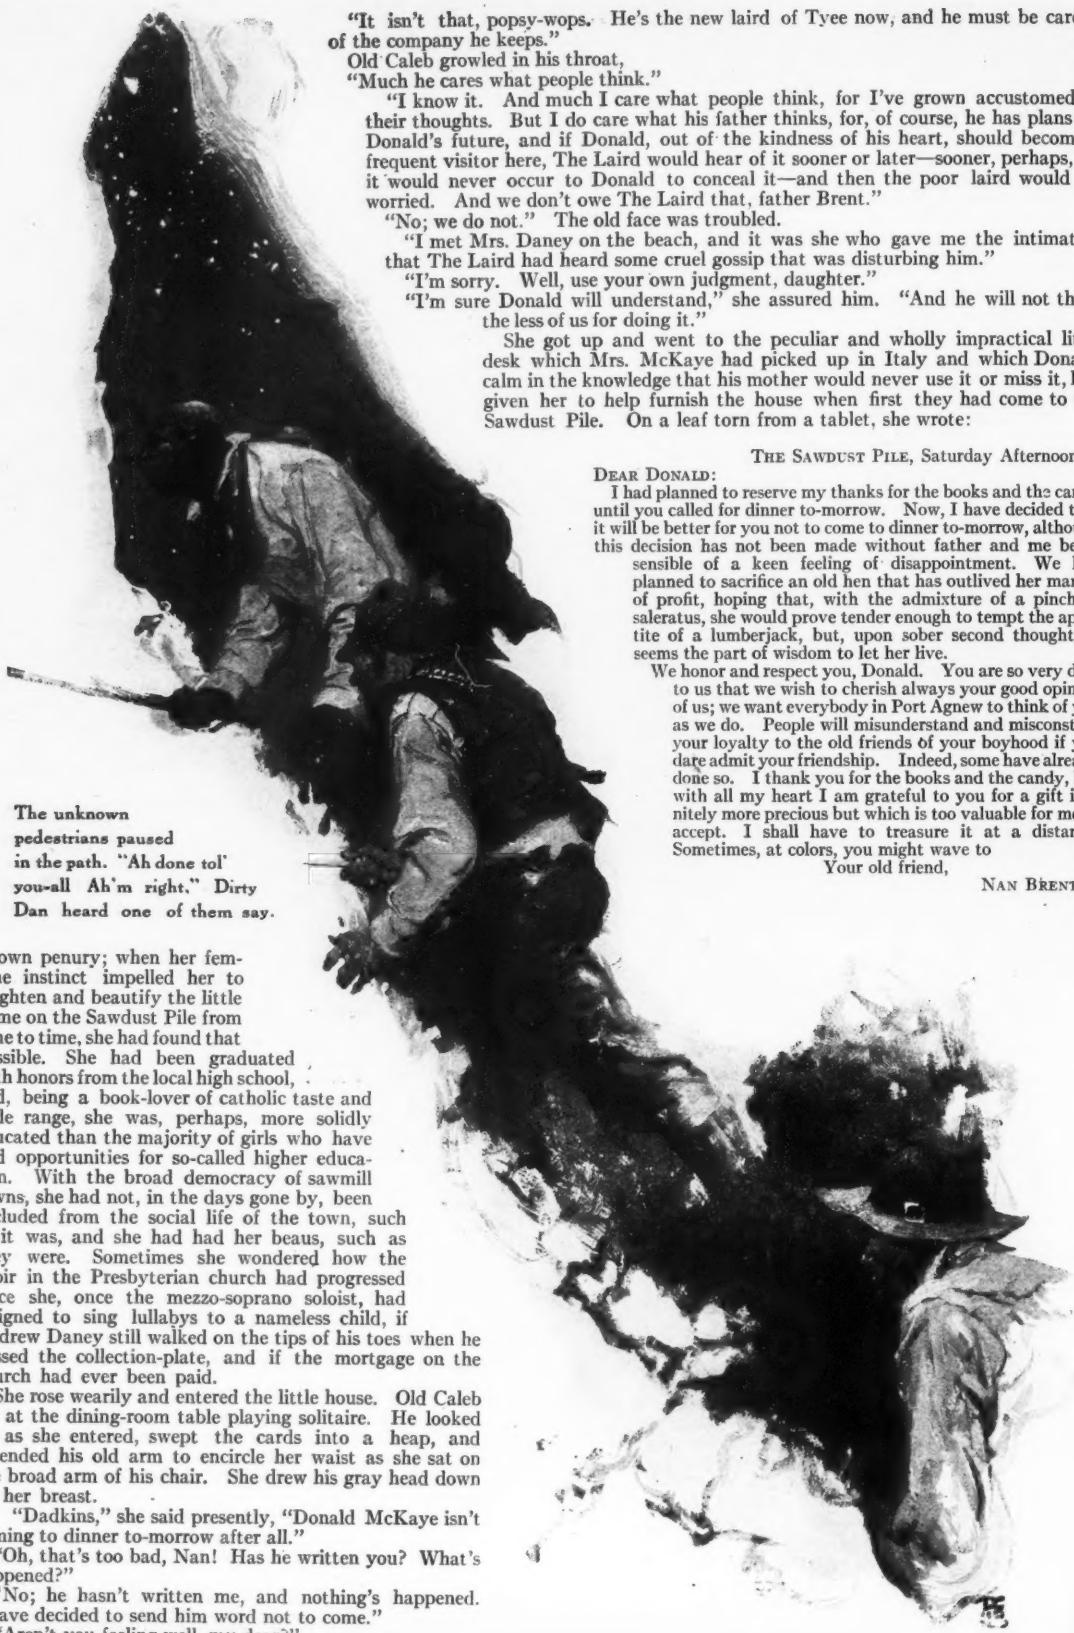 The unknown
pedestrians paused
in the path. "Ah done tol'
you-all Ah'm right," Dirty
Dan heard one of them say.
own penury; when her fem-
ne instinct impelled her to
ghten and beautify the little
me on the Sawdust Pile from
ne to time, she had found that
ssible. She had been graduated
h honors from the local high school,
d, being a book-lover of catholic taste and
le range, she was, perhaps, more solidly
ucated than the majority of girls who have
d opportunities for so-called higher educa-
n. With the broad democracy of sawmill
wns, she had not, in the days gone by, been
cluded from the social life of the town, such
it was, and she had had her beaus, such as
ey were. Sometimes she wondered how the
oir in the Presbyterian church had progressed
ce she, once the mezzo-soprano soloist, had
igned to sing lullabys to a nameless child, if
drew Daney still walked on the tips of his toes when he
ssed the collection-plate, and if the mortgage on the
urch had ever been paid.
She rose wearily and entered the little house. Old Caleb
at the dining-room table playing solitaire. He looked
as she entered, swept the cards into a heap, and
ended his old arm to encircle her waist as she sat on
broad arm of his chair. She drew his gray head down
her breast.
"Dadkins," she said presently, "Donald McKaye isn't
ning to dinner to-morrow after all."
"Oh, that's too bad, Nan! Has he written you? What's
ppened?"
"No; he hasn't written me, and nothing's happened.
ave decided to send him word not to come."
"Aren't you feeling well, my dear?"
"It isn't that, popsy-wops. He's the new laird of Tyee now, and he must be car
of the company he keeps."
Old Caleb growled in his throat,
"Much he cares what people think."
"I know it. And much I care what people think, for I've grown accustomed
their thoughts. But I do care what his father thinks, for, of course, he has plans
Donald's future, and if Donald, out of the kindness of his heart, should becom
frequent visitor here, The Laird would hear of it sooner or later—sooner, perhaps,
it would never occur to Donald to conceal it—and then the poor laird would
worried. And we don't owe The Laird that, father Brent."
"No; we do not." The old face was troubled.
"I met Mrs. Daney on the beach, and it was she who gave me the intimat
that The Laird had heard some cruel gossip that was disturbing him."
"I'm sorry. Well, use your own judgment, daughter."
"I'm sure Donald will understand," she assured him. "And he will not th
the less of us for doing it."
She got up and went to the peculiar and wholly impractical li
desk which Mrs. McKaye had picked up in Italy and which Dona
calm in the knowledge that his mother would never use it or miss it,
given her to help furnish the house when first they had come to
Sawdust Pile. On a leaf torn from a tablet, she wrote:
THE SAWDUST PILE, Saturday Afternoon
DEAR DONALD:
I had planned to reserve my thanks for the books and the can
until you called for dinner to-morrow. Now, I have decided t
it will be better for you not to come to dinner to-morrow, althou
this decision has not been made without father and me be
sensible of a keen feeling of disappointment. We
planned to sacrifice an old hen that has outlived her mar
of profit, hoping that, with the admixture of a pinch
saleratus, she would prove tender enough to tempt the ap
tite of a lumberjack, but, upon sober second thought
seems the part of wisdom to let her live.
We honor and respect you, Donald. You are so very d
to us that we wish to cherish always your good opin
of us; we want everybody in Port Agnew to think of
as we do. People will misunderstand and misconst
your loyalty to the old friends of your boyhood if
dare admit your friendship. Indeed, some have alrea
done so. I thank you for the books and the candy,
with all my heart I am grateful to you for a gift i
nitely more precious but which is too valuable for m
accept. I shall have to treasure it at a distan
Sometimes, at colors, you might wave to
Your old friend,
NAN BRENT